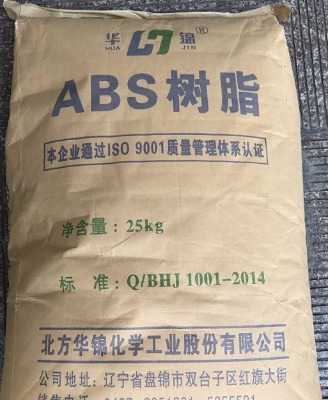 华 锦®
HUA JIN
ABS树脂
本企业通过ISO 9001质量管理体系认证
净含量: 25kg
标 准: Q/BHJ 1001-2014
北方华锦化学工业股份有限公司
公司地址: 辽宁省盘锦市双台子区红旗大街